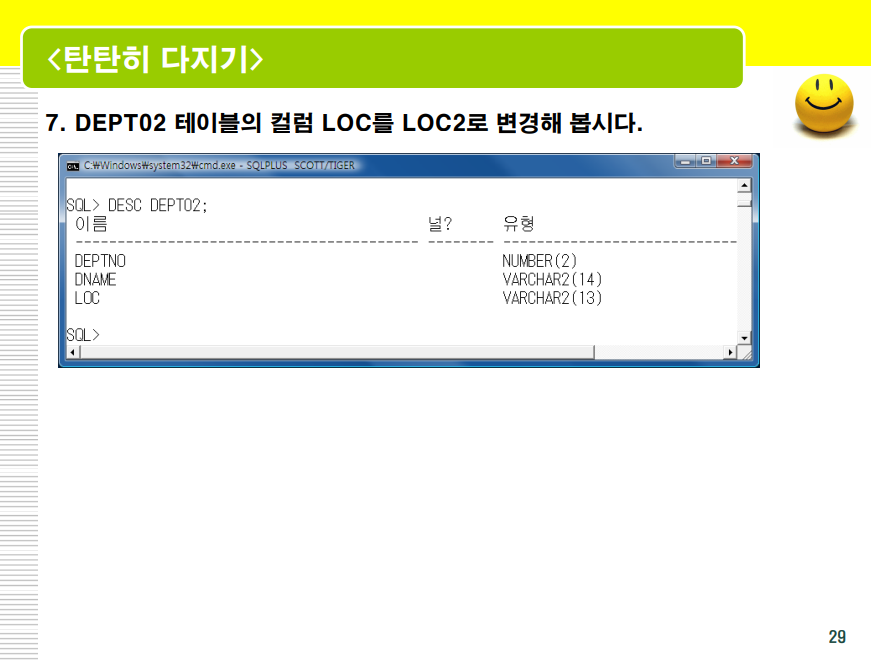 <탄탄히 다지기>
7. DEPT02 테이블의 컬럼 LOC를 LOC2로 변경해 봅시다.
C:₩Windows₩system32₩cmd.exe - SQLPLUS SCOTT/TIGER
SQL> DESC DEPT02;
이름 널? 유형
----------------------------------------- -------- ----------------------------
DEPTNO NUMBER(2)
DNAME VARCHAR2(14)
LOC VARCHAR2(13)
SQL>
29